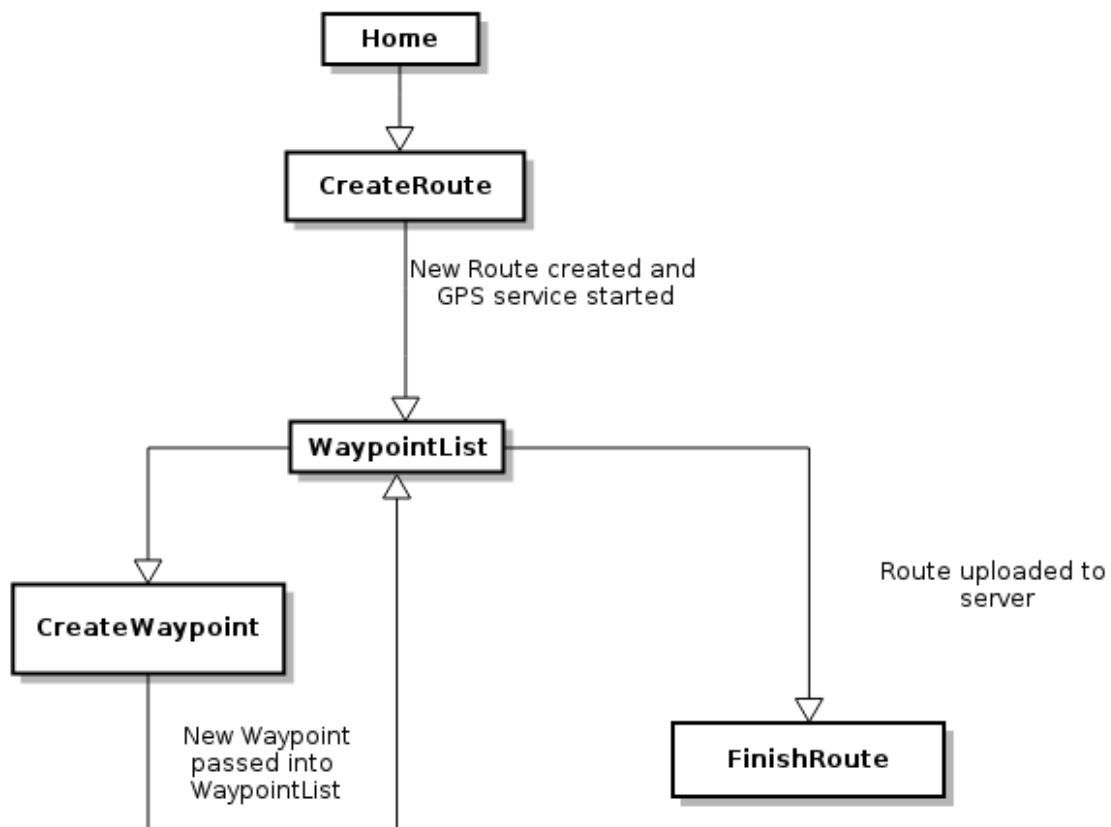 Home
CreateRoute
New Route created and
GPS service started
WaypointList
Route uploaded to
server
CreateWaypoint
New Waypoint
passed into
WaypointList
FinishRoute